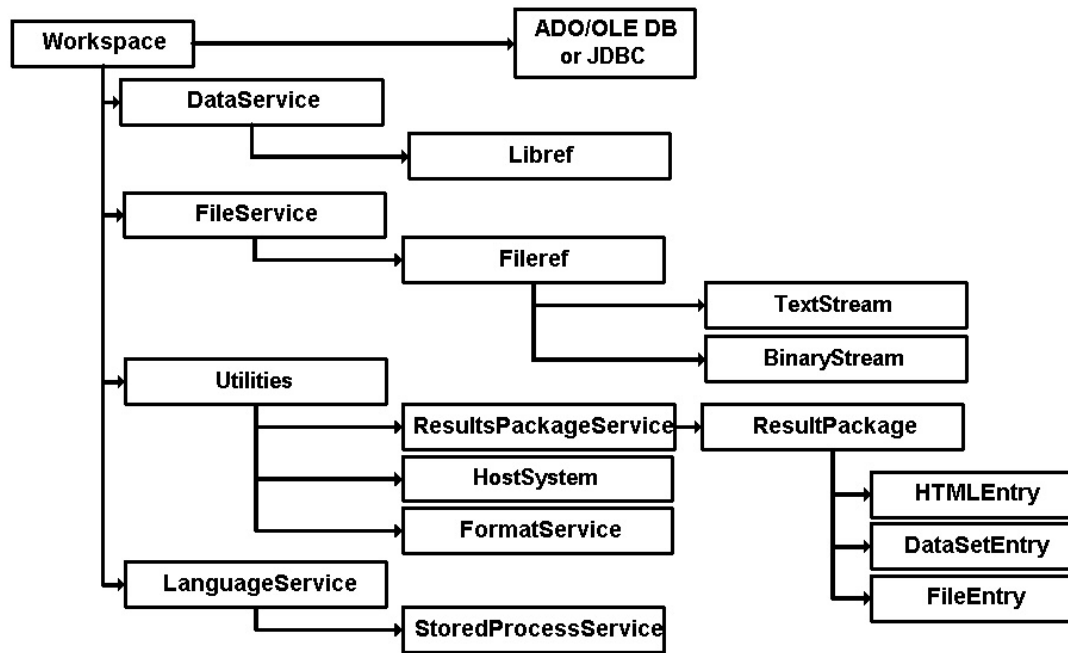 Workspace
ADO/OLE DB
or JDBC
DataService
Libref
FileService
Fileref
TextStream
BinaryStream
Utilities
ResultsPackageService
ResultPackage
HostSystem
HTMLEntry
FormatService
DataSetEntry
LanguageService
FileEntry
StoredProcessService